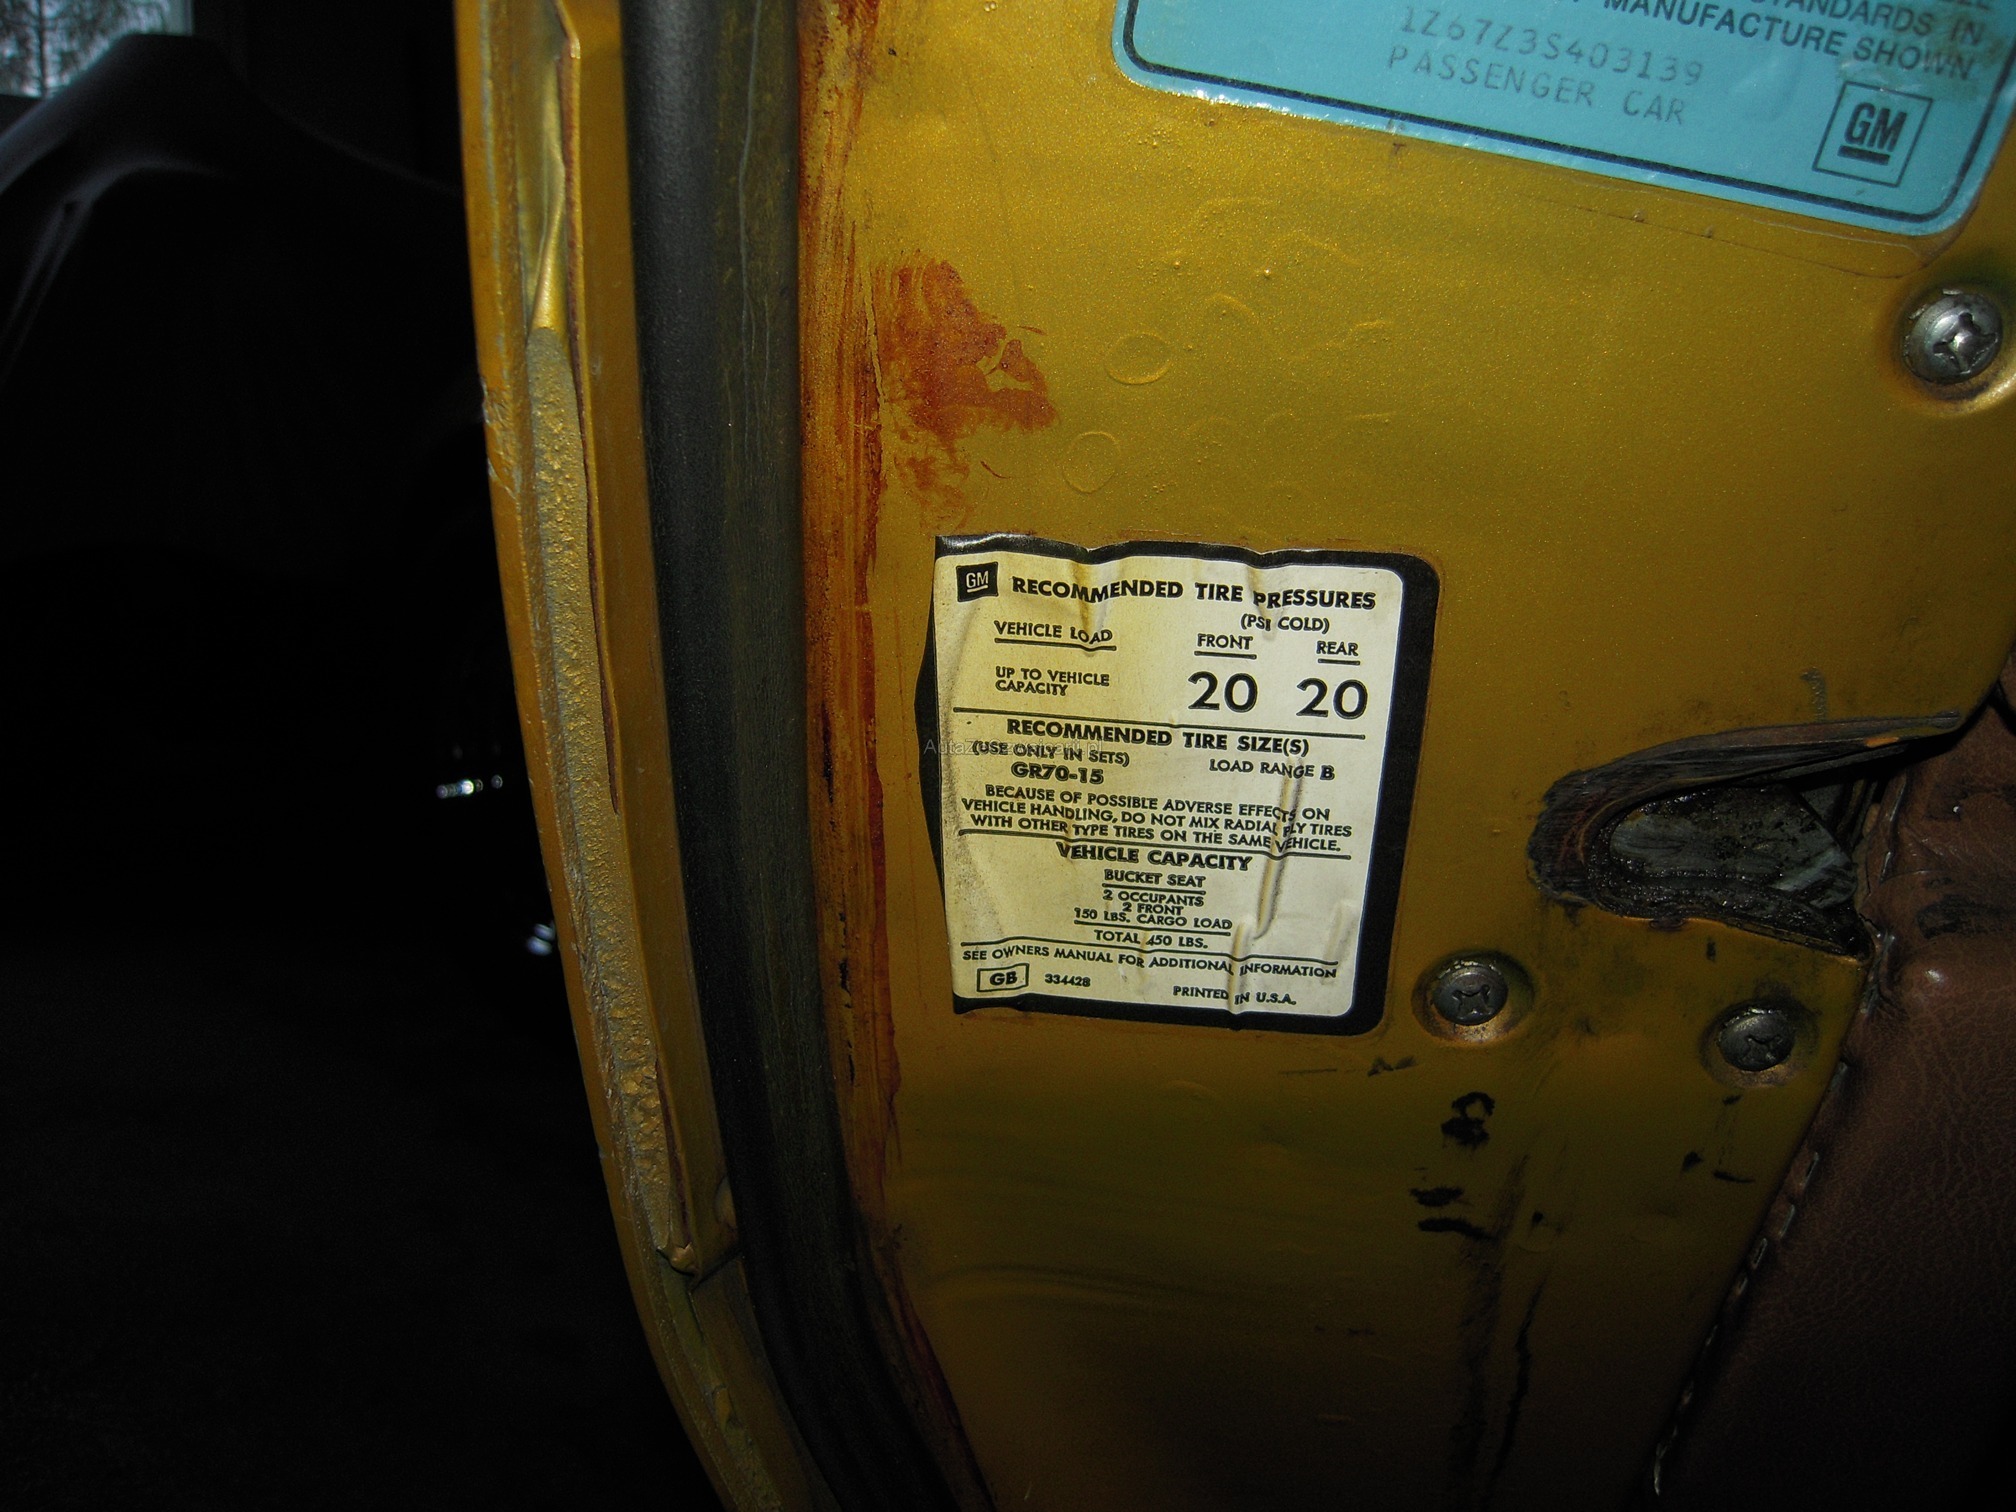 STANDARDS IN
MANUFACTURE SHOWN
1Z67Z3S403139
PASSENGER CAR
GM
GM RECOMMENDED TIRE PRESSURES
(PSI COLD)
VEHICLE LOAD FRONT REAR
UP TO VEHICLE
CAPACITY 20 20
RECOMMENDED TIRE SIZE(S)
(USE ONLY IN SETS) LOAD RANGE B
GR70-15
BECAUSE OF POSSIBLE ADVERSE EFFECTS ON
VEHICLE HANDLING, DO NOT MIX RADIAL PLY TIRES
WITH OTHER TYPE TIRES ON THE SAME VEHICLE.
VEHICLE CAPACITY
BUCKET SEAT
2 OCCUPANTS
2 FRONT
150 LBS. CARGO LOAD
TOTAL 450 LBS.
SEE OWNERS MANUAL FOR ADDITIONAL INFORMATION
GB 334428 PRINTED IN U.S.A.